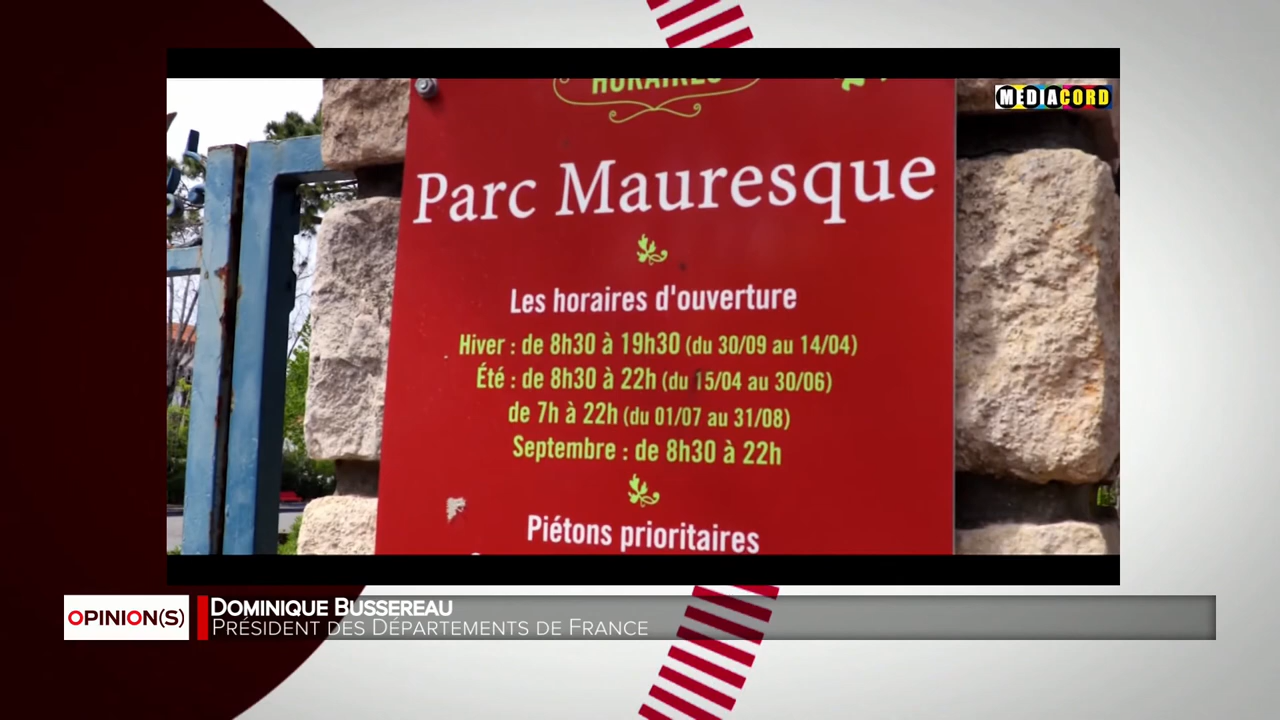 HORAIRES
MEDIACORD
Parc Mauresque
Les horaires d'ouverture
Hiver : de 8h30 à 19h30 (du 30/09 au 14/04)
Été : de 8h30 à 22h (du 15/04 au 30/06)
de 7h à 22h (du 01/07 au 31/08)
Septembre : de 8h30 à 22h
Piétons prioritaires
OPINION(S)
DOMINIQUE BUSSEREAU
PRÉSIDENT DES DÉPARTEMENTS DE FRANCE